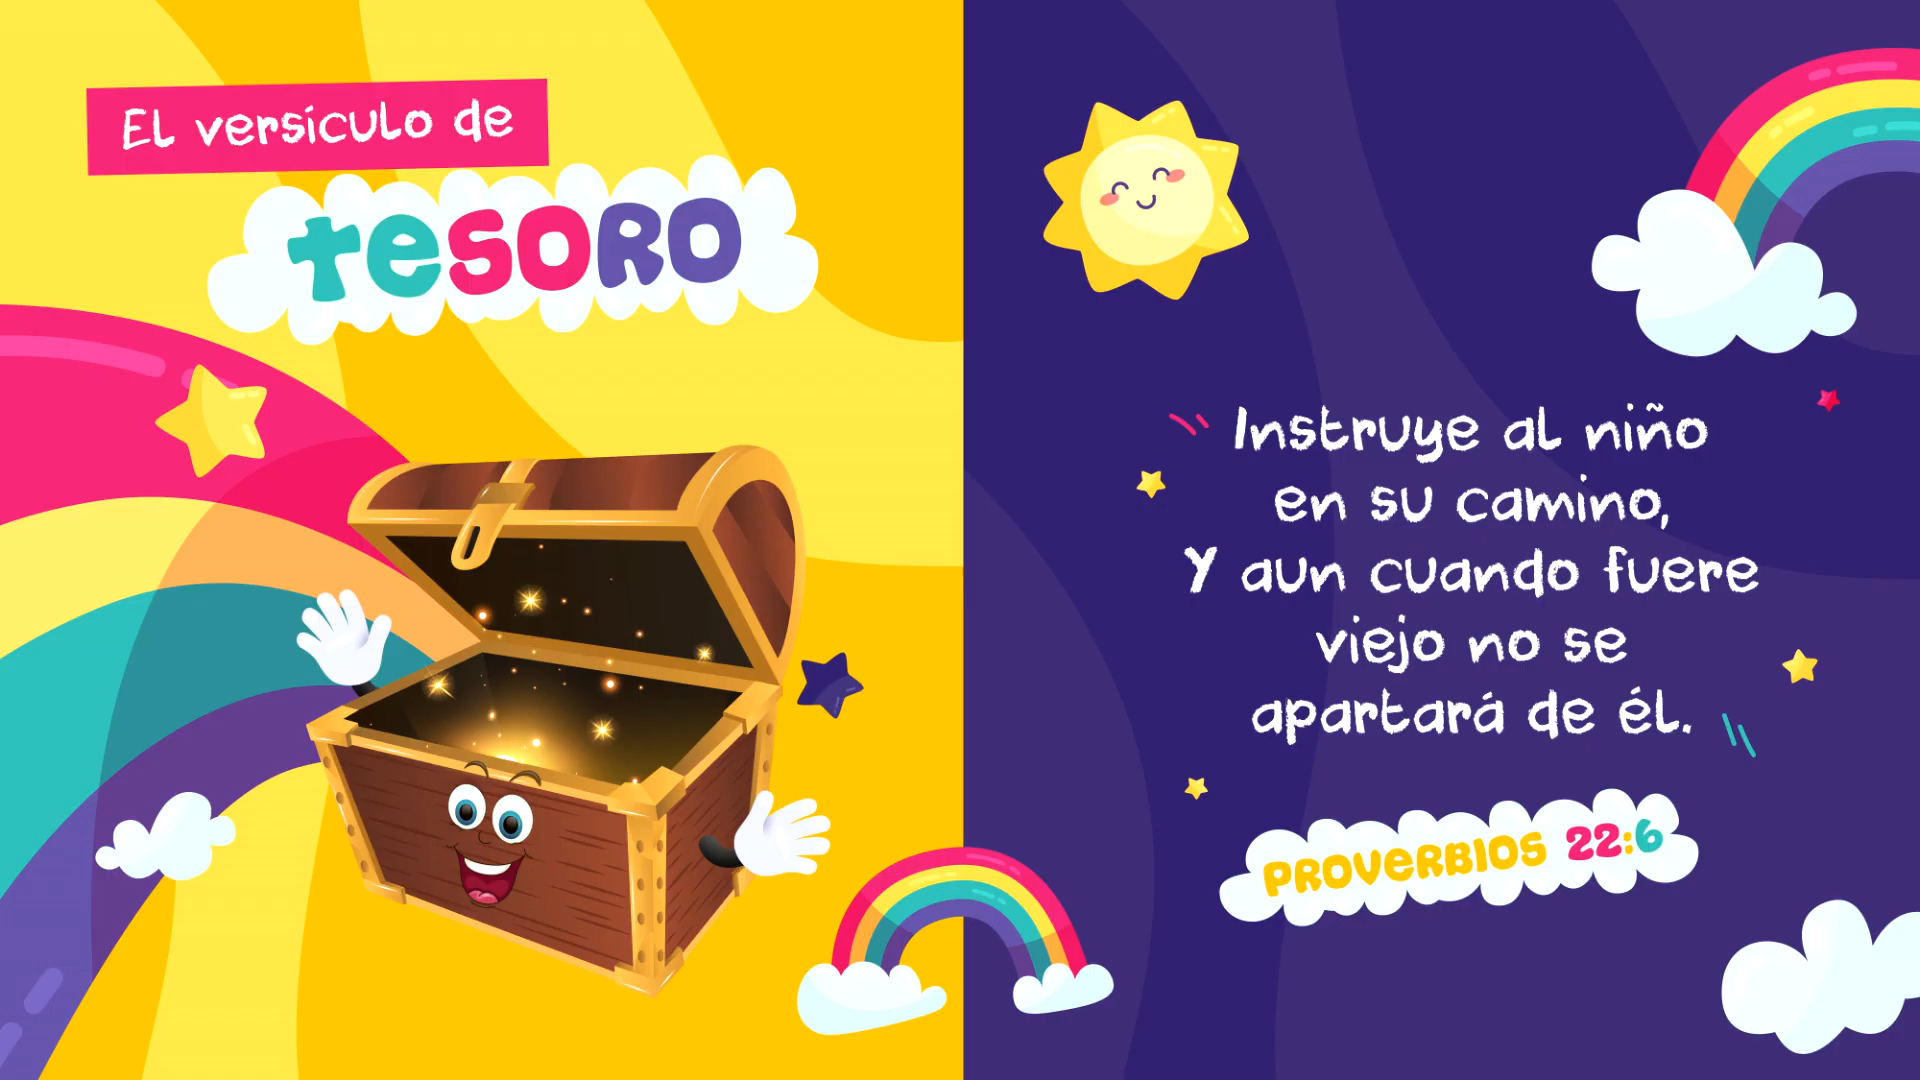 El versículo de
tesoro
Instruye al niño
en su camino,
Y aun cuando fuere
viejo no se
apartará de él.
PROVERBIOS 22:6